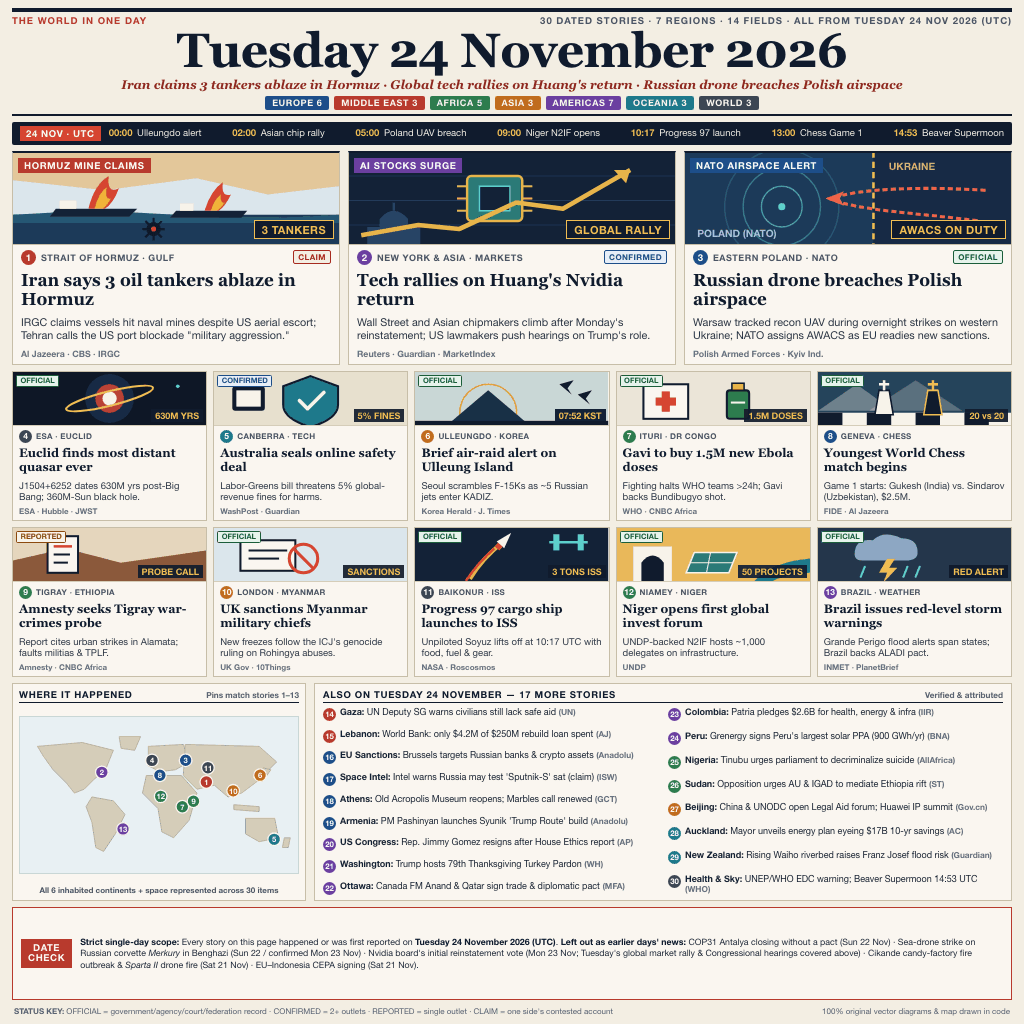 THE WORLD IN ONE DAY
30 DATED STORIES · 7 REGIONS · 14 FIELDS · ALL FROM TUESDAY 24 NOV 2026 (UTC)
Tuesday 24 November 2026
Iran claims 3 tankers ablaze in Hormuz · Global tech rallies on Huang's return · Russian drone breaches Polish airspace
EUROPE 6 MIDDLE EAST 3 AFRICA 5 ASIA 3 AMERICAS 7 OCEANIA 3 WORLD 3
24 NOV · UTC 00:00 Ulleungdo alert 02:00 Asian chip rally 05:00 Poland UAV breach 09:00 Niger N2IF opens 10:17 Progress 97 launch 13:00 Chess Game 1 14:53 Beaver Supermoon
HORMUZ MINE CLAIMS
3 TANKERS
1 STRAIT OF HORMUZ · GULF CLAIM
Iran says 3 oil tankers ablaze in
Hormuz
IRGC claims vessels hit naval mines despite US aerial escort;
Tehran calls the US port blockade "military aggression."
Al Jazeera · CBS · IRGC
AI STOCKS SURGE
GLOBAL RALLY
2 NEW YORK & ASIA · MARKETS CONFIRMED
Tech rallies on Huang's Nvidia
return
Wall Street and Asian chipmakers climb after Monday's
reinstatement; US lawmakers push hearings on Trump's role.
Reuters · Guardian · MarketIndex
NATO AIRSPACE ALERT
UKRAINE
POLAND (NATO)
AWACS ON DUTY
3 EASTERN POLAND · NATO OFFICIAL
Russian drone breaches Polish
airspace
Warsaw tracked recon UAV during overnight strikes on western
Ukraine; NATO assigns AWACS as EU readies new sanctions.
Polish Armed Forces · Kyiv Ind.
OFFICIAL
630M YRS
4 ESA · EUCLID
Euclid finds most distant
quasar ever
J1504+6252 dates 630M yrs post-Big
Bang; 360M-Sun black hole.
ESA · Hubble · JWST
CONFIRMED
5% FINES
5 CANBERRA · TECH
Australia seals online safety
deal
Labor-Greens bill threatens 5% global-
revenue fines for harms.
WashPost · Guardian
OFFICIAL
07:52 KST
6 ULLEUNGDO · KOREA
Brief air-raid alert on
Ulleung Island
Seoul scrambles F-15Ks as ~5 Russian
jets enter KADIZ.
Korea Herald · J. Times
OFFICIAL
1.5M DOSES
7 ITURI · DR CONGO
Gavi to buy 1.5M new Ebola
doses
Fighting halts WHO teams >24h; Gavi
backs Bundibugyo shot.
WHO · CNBC Africa
OFFICIAL
20 vs 20
8 GENEVA · CHESS
Youngest World Chess
match begins
Game 1 starts: Gukesh (India) vs. Sindarov
(Uzbekistan), $2.5M.
FIDE · Al Jazeera
REPORTED
PROBE CALL
9 TIGRAY · ETHIOPIA
Amnesty seeks Tigray war-
crimes probe
Report cites urban strikes in Alamata;
faults militias & TPLF.
Amnesty · CNBC Africa
OFFICIAL
SANCTIONS
10 LONDON · MYANMAR
UK sanctions Myanmar
military chiefs
New freezes follow the ICJ's genocide
ruling on Rohingya abuses.
UK Gov · 10Things
OFFICIAL
3 TONS ISS
11 BAIKONUR · ISS
Progress 97 cargo ship
launches to ISS
Unpiloted Soyuz lifts off at 10:17 UTC with
food, fuel & gear.
NASA · Roscosmos
OFFICIAL
50 PROJECTS
12 NIAMEY · NIGER
Niger opens first global
invest forum
UNDP-backed N2IF hosts ~1,000
delegates on infrastructure.
UNDP
OFFICIAL
RED ALERT
13 BRAZIL · WEATHER
Brazil issues red-level storm
warnings
Grande Perigo flood alerts span states;
Brazil backs ALADI pact.
INMET · PlanetBrief
WHERE IT HAPPENED Pins match stories 1–13
4 3 11 2 8 1 6 10 12 7 9 13 5
All 6 inhabited continents + space represented across 30 items
ALSO ON TUESDAY 24 NOVEMBER — 17 MORE STORIES Verified & attributed
14 Gaza: UN Deputy SG warns civilians still lack safe aid (UN)
15 Lebanon: World Bank: only $4.2M of $250M rebuild loan spent (AJ)
16 EU Sanctions: Brussels targets Russian banks & crypto assets (Anadolu)
17 Space Intel: Intel warns Russia may test 'Sputnik-S' sat (claim) (ISW)
18 Athens: Old Acropolis Museum reopens; Marbles call renewed (GCT)
19 Armenia: PM Pashinyan launches Syunik 'Trump Route' build (Anadolu)
20 US Congress: Rep. Jimmy Gomez resigns after House Ethics report (AP)
21 Washington: Trump hosts 79th Thanksgiving Turkey Pardon (WH)
22 Ottawa: Canada FM Anand & Qatar sign trade & diplomatic pact (MFA)
23 Colombia: Patria pledges $2.6B for health, energy & infra (IIR)
24 Peru: Grenergy signs Peru's largest solar PPA (900 GWh/yr) (BNA)
25 Nigeria: Tinubu urges parliament to decriminalize suicide (AllAfrica)
26 Sudan: Opposition urges AU & IGAD to mediate Ethiopia rift (ST)
27 Beijing: China & UNODC open Legal Aid forum; Huawei IP summit (Gov.cn)
28 Auckland: Mayor unveils energy plan eyeing $17B 10-yr savings (AC)
29 New Zealand: Rising Waiho riverbed raises Franz Josef flood risk (Guardian)
30 Health & Sky: UNEP/WHO EDC warning; Beaver Supermoon 14:53 UTC
(WHO)
DATE
CHECK
Strict single-day scope: Every story on this page happened or was first reported on Tuesday 24 November 2026 (UTC). Left out as earlier days' news: COP31 Antalya closing without a pact (Sun 22 Nov) · Sea-drone strike on
Russian corvette Merkury in Benghazi (Sun 22 / confirmed Mon 23 Nov) · Nvidia board's initial reinstatement vote (Mon 23 Nov; Tuesday's global market rally & Congressional hearings covered above) · Cikande candy-factory fire
outbreak & Sparta II drone fire (Sat 21 Nov) · EU–Indonesia CEPA signing (Sat 21 Nov).
STATUS KEY: OFFICIAL = government/agency/court/federation record · CONFIRMED = 2+ outlets · REPORTED = single outlet · CLAIM = one side's contested account
100% original vector diagrams & map drawn in code